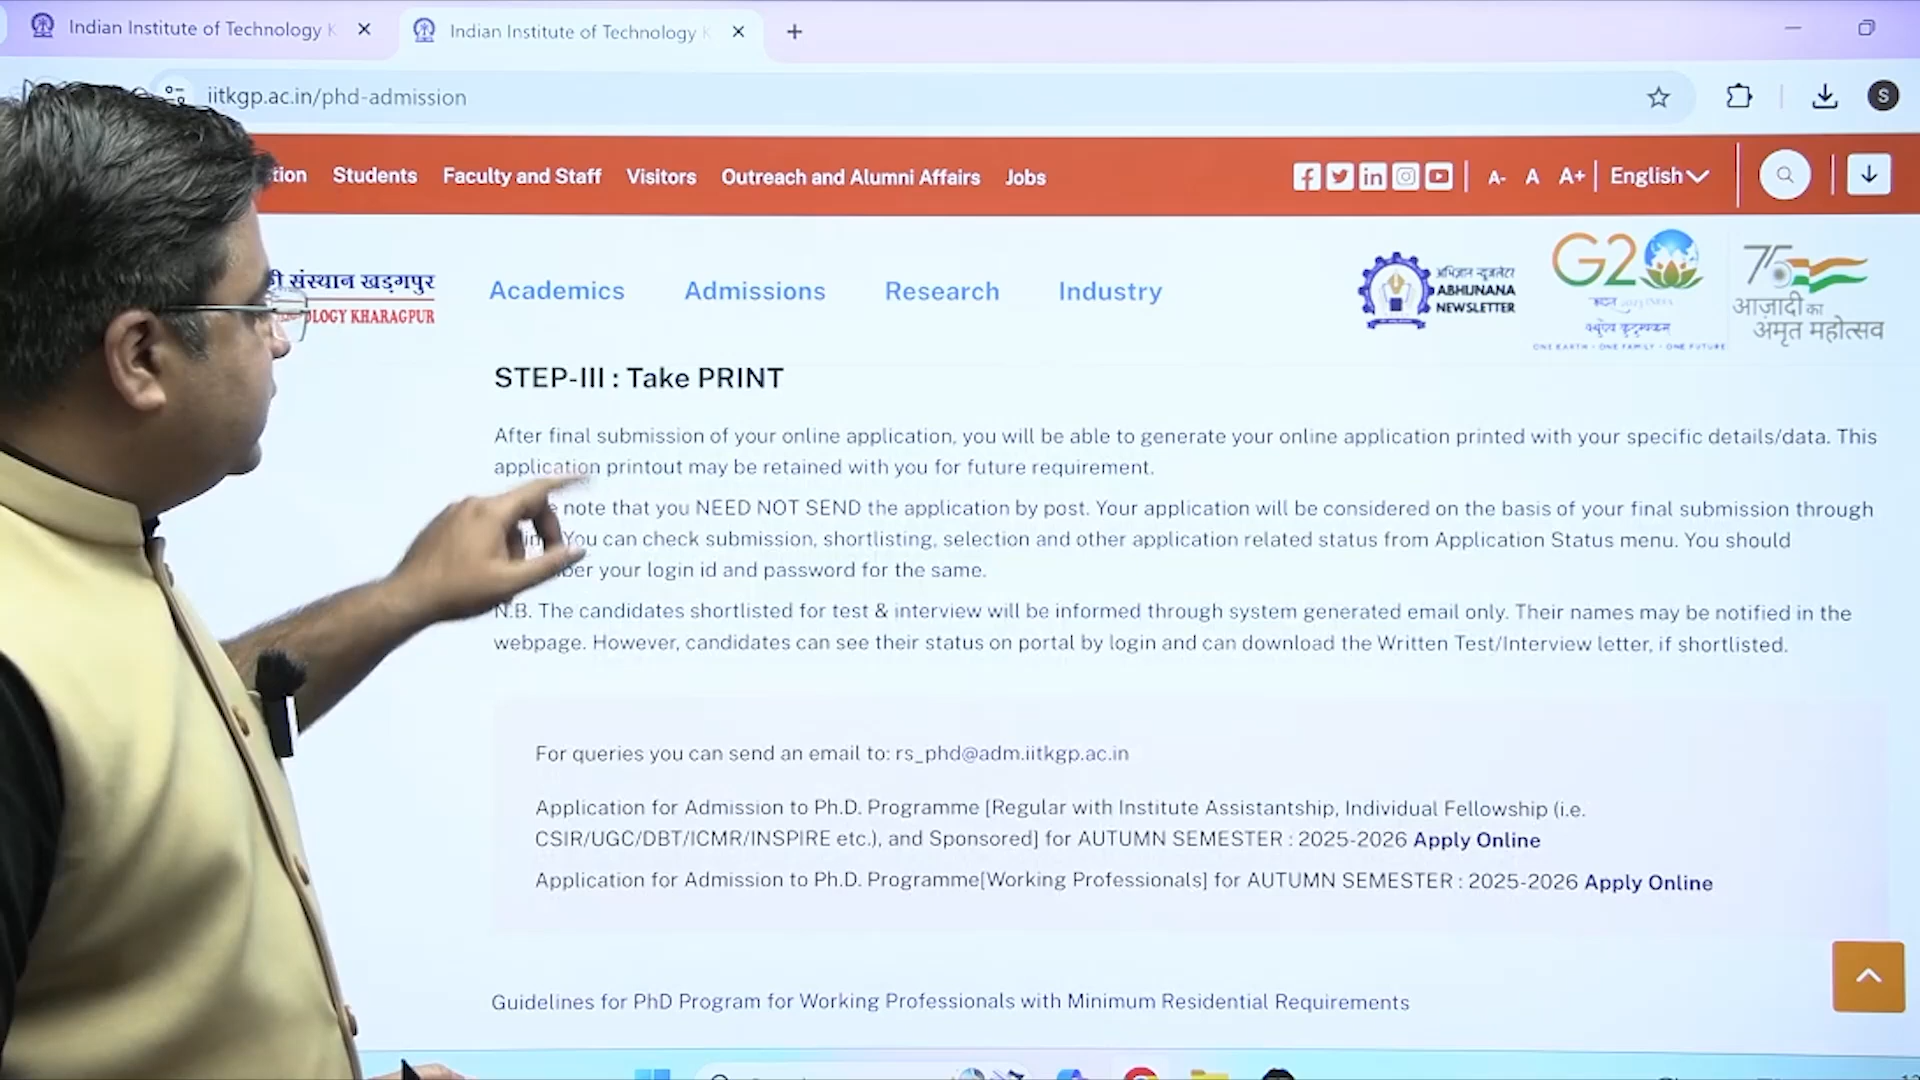 Indian Institute of Technology K
Indian Institute of Technology K
iitkgp.ac.in/phd-admission
S
tion
Students
Faculty and Staff
Visitors
Outreach and Alumni Affairs
Jobs
A-
A
A+
English
संस्थान खड़गपुर
OLOGY KHARAGPUR
Academics
Admissions
Research
Industry
ABHIJNANA
NEWSLETTER
G20
ONE EARTH • ONE FAMILY • ONE FUTURE
75
आज़ादी का
अमृत महोत्सव
STEP-III : Take PRINT
After final submission of your online application, you will be able to generate your online application printed with your specific details/data. This
application printout may be retained with you for future requirement.
note that you NEED NOT SEND the application by post. Your application will be considered on the basis of your final submission through
You can check submission, shortlisting, selection and other application related status from Application Status menu. You should
ber your login id and password for the same.
N.B. The candidates shortlisted for test & interview will be informed through system generated email only. Their names may be notified in the
webpage. However, candidates can see their status on portal by login and can download the Written Test/Interview letter, if shortlisted.
For queries you can send an email to: rs_phd@adm.iitkgp.ac.in
Application for Admission to Ph.D. Programme [Regular with Institute Assistantship, Individual Fellowship (i.e.
CSIR/UGC/DBT/ICMR/INSPIRE etc.), and Sponsored] for AUTUMN SEMESTER : 2025-2026 Apply Online
Application for Admission to Ph.D. Programme[Working Professionals] for AUTUMN SEMESTER : 2025-2026 Apply Online
Guidelines for PhD Program for Working Professionals with Minimum Residential Requirements